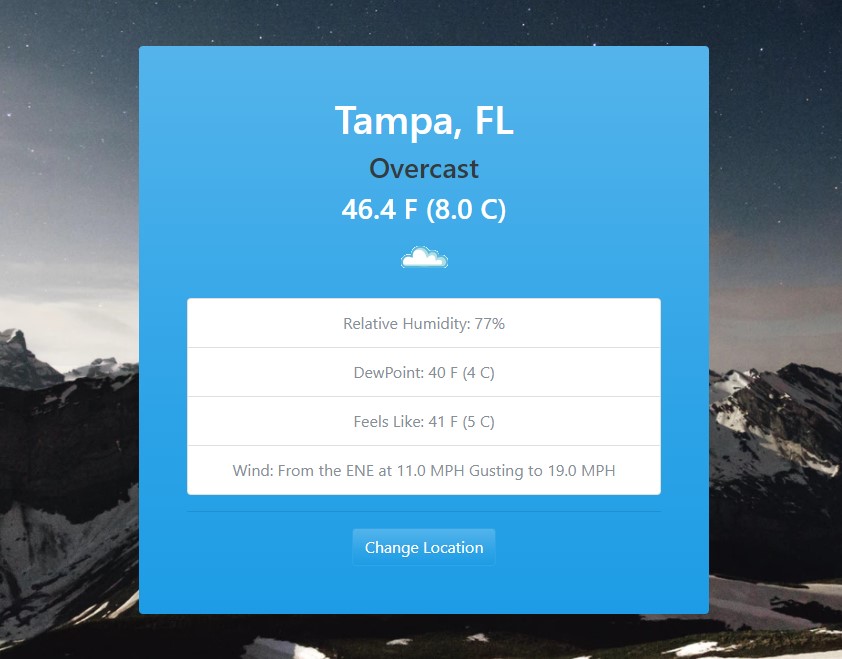 Tampa, FL
Overcast
46.4 F (8.0 C)
Relative Humidity: 77%
DewPoint: 40 F (4 C)
Feels Like: 41 F (5 C)
Wind: From the ENE at 11.0 MPH Gusting to 19.0 MPH
Change Location